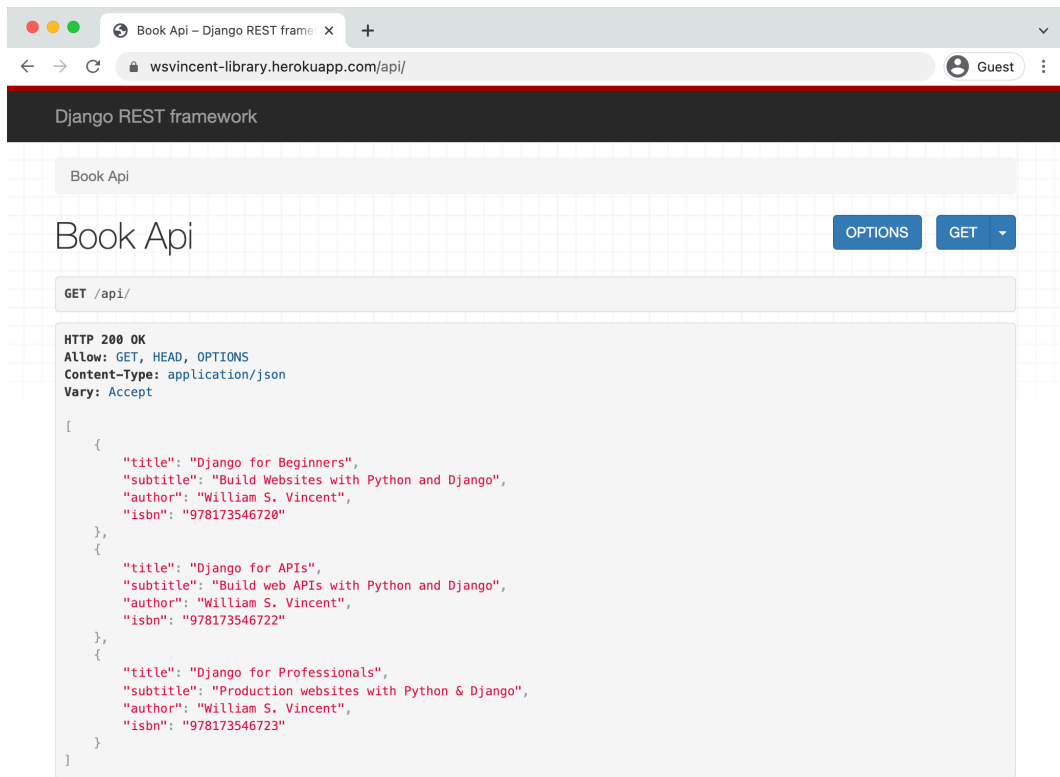 Book Api – Django REST frame
wsvincent-library.herokuapp.com/api/
Guest
Django REST framework
Book Api
Book Api
OPTIONS
GET
GET /api/
HTTP 200 OK
Allow: GET, HEAD, OPTIONS
Content-Type: application/json
Vary: Accept
[
{
"title": "Django for Beginners",
"subtitle": "Build Websites with Python and Django",
"author": "William S. Vincent",
"isbn": "978173546720"
},
{
"title": "Django for APIs",
"subtitle": "Build web APIs with Python and Django",
"author": "William S. Vincent",
"isbn": "978173546722"
},
{
"title": "Django for Professionals",
"subtitle": "Production websites with Python & Django",
"author": "William S. Vincent",
"isbn": "978173546723"
}
]